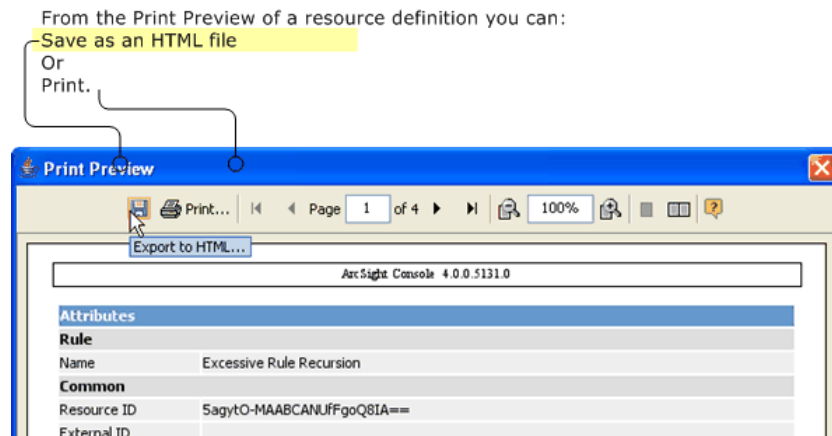 From the Print Preview of a resource definition you can:
Save as an HTML file
Or
Print.
Print Preview
Print... Page 1 of 4 100%
Export to HTML...
ArcSight Console 4.0.0.5131.0
Attributes
Rule
Name Excessive Rule Recursion
Common
Resource ID 5agytO-MAABCANUfFgoQ8IA==
External ID